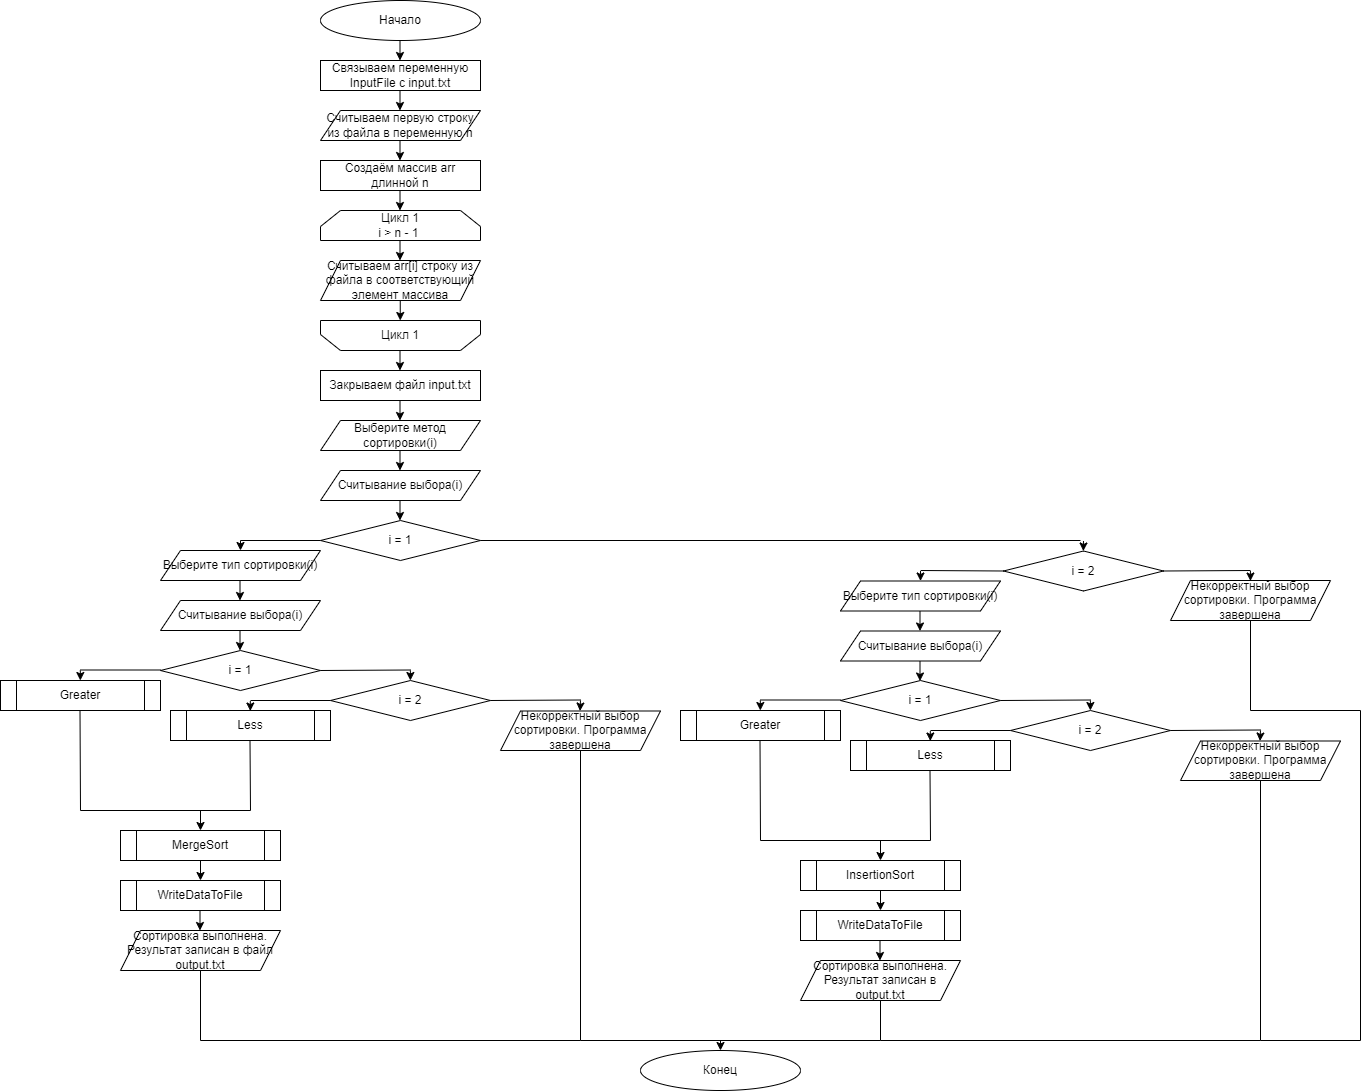 Начало
Связываем переменную
InputFile с input.txt
Считываем первую строку
из файла в переменную n
Создаём массив arr
длинной n
Цикл 1
i > n - 1
Считываем arr[i] строку из
файла в соответствующий
элемент массива
Цикл 1
Закрываем файл input.txt
Выберите метод
сортировки(i)
Считывание выбора(i)
i = 1
Выберите тип сортировки(i)
Считывание выбора(i)
i = 1
Greater
i = 2
Less
Некорректный выбор
сортировки. Программа
завершена
MergeSort
WriteDataToFile
Сортировка выполнена.
Результат записан в файл
output.txt
i = 2
Некорректный выбор
сортировки. Программа
завершена
Выберите тип сортировки(i)
Считывание выбора(i)
i = 1
Greater
i = 2
Less
Некорректный выбор
сортировки. Программа
завершена
InsertionSort
WriteDataToFile
Сортировка выполнена.
Результат записан в
output.txt
Конец